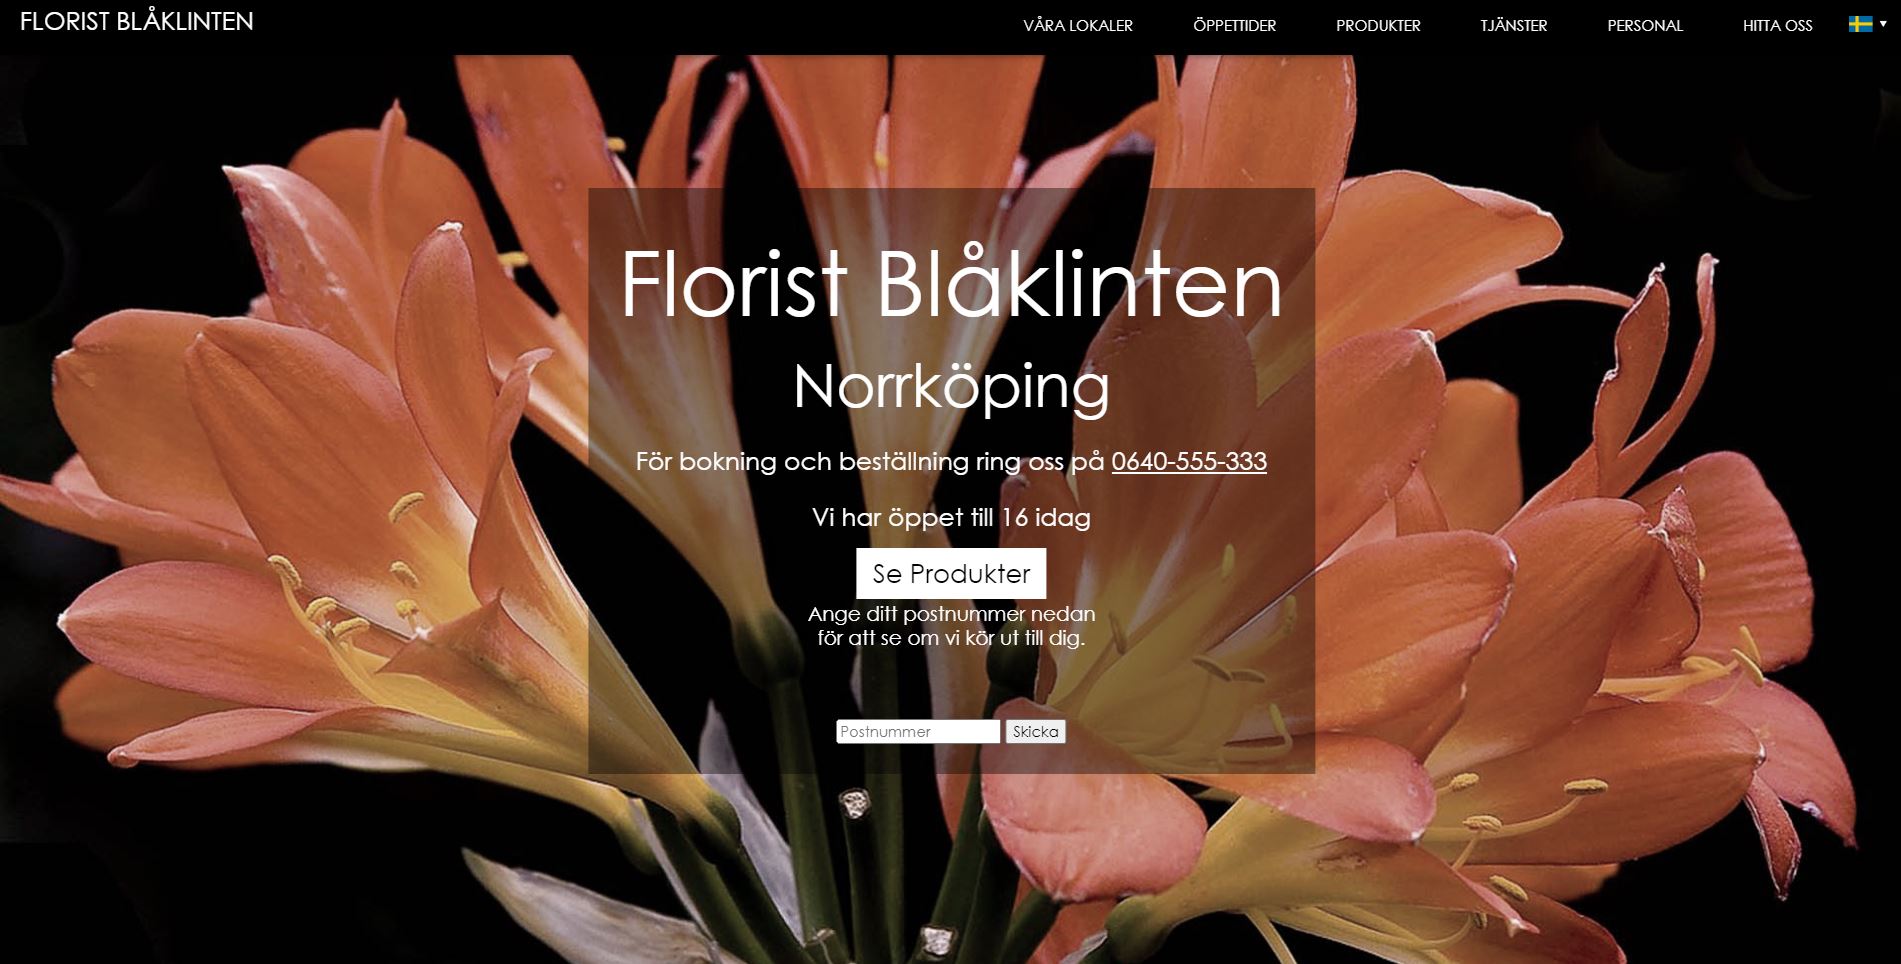 FLORIST BLÅKLINTEN
VÅRA LOKALER
ÖPPETTIDER
PRODUKTER
TJÄNSTER
PERSONAL
HITTA OSS
Florist Blåklinten
Norrköping
För bokning och beställning ring oss på 0640-555-333
Vi har öppet till 16 idag
Se Produkter
Ange ditt postnummer nedan
för att se om vi kör ut till dig.
Postnummer
Skicka